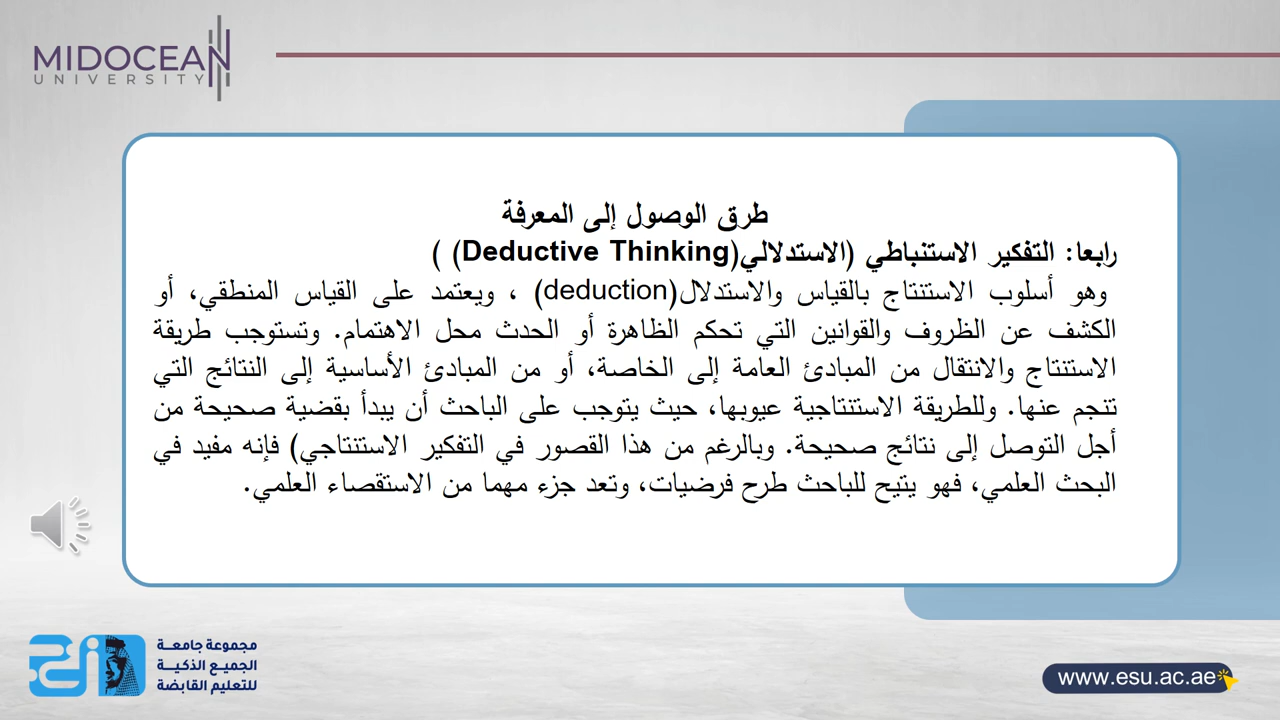 MIDOCEAN
UNIVERSITY
طرق الوصول إلى المعرفة
رابعا: التفكير الاستنباطي (الاستدلالي(Deductive Thinking) )
وهو أسلوب الاستنتاج بالقياس والاستدلال(deduction) ، ويعتمد على القياس المنطقي، أو
الكشف عن الظروف والقوانين التي تحكم الظاهرة أو الحدث محل الاهتمام. وتستوجب طريقة
الاستنتاج والانتقال من المبادئ العامة إلى الخاصة، أو من المبادئ الأساسية إلى النتائج التي
تنجم عنها. وللطريقة الاستنتاجية عيوبها، حيث يتوجب على الباحث أن يبدأ بقضية صحيحة من
أجل التوصل إلى نتائج صحيحة. وبالرغم من هذا القصور في التفكير الاستنتاجي) فإنه مفيد في
البحث العلمي، فهو يتيح للباحث طرح فرضيات، وتعد جزء مهما من الاستقصاء العلمي.
مجموعة جامعة
الجميع الذكية
للتعليم القابضة
www.esu.ac.ae